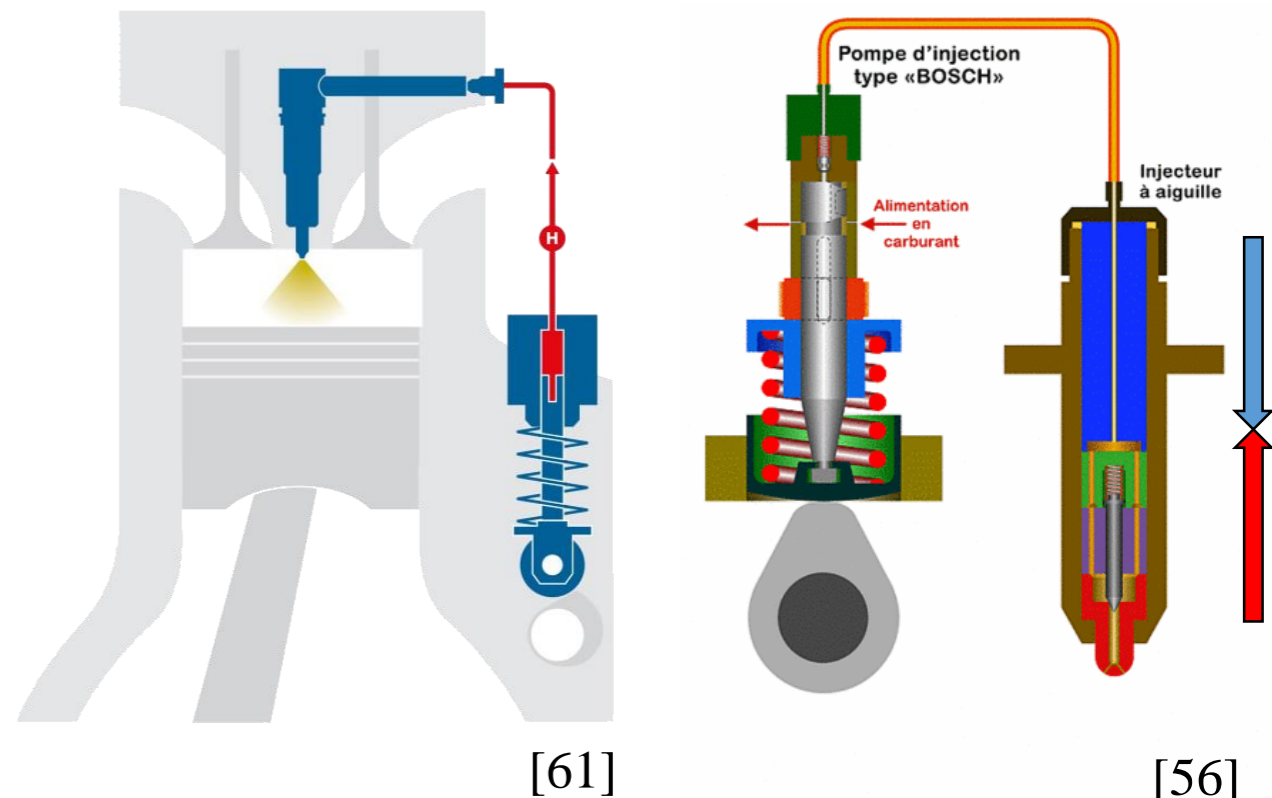 H
[61]
Pompe d'injection
type «BOSCH»
Alimentation
en
carburant
Injecteur
à aiguille
[56]